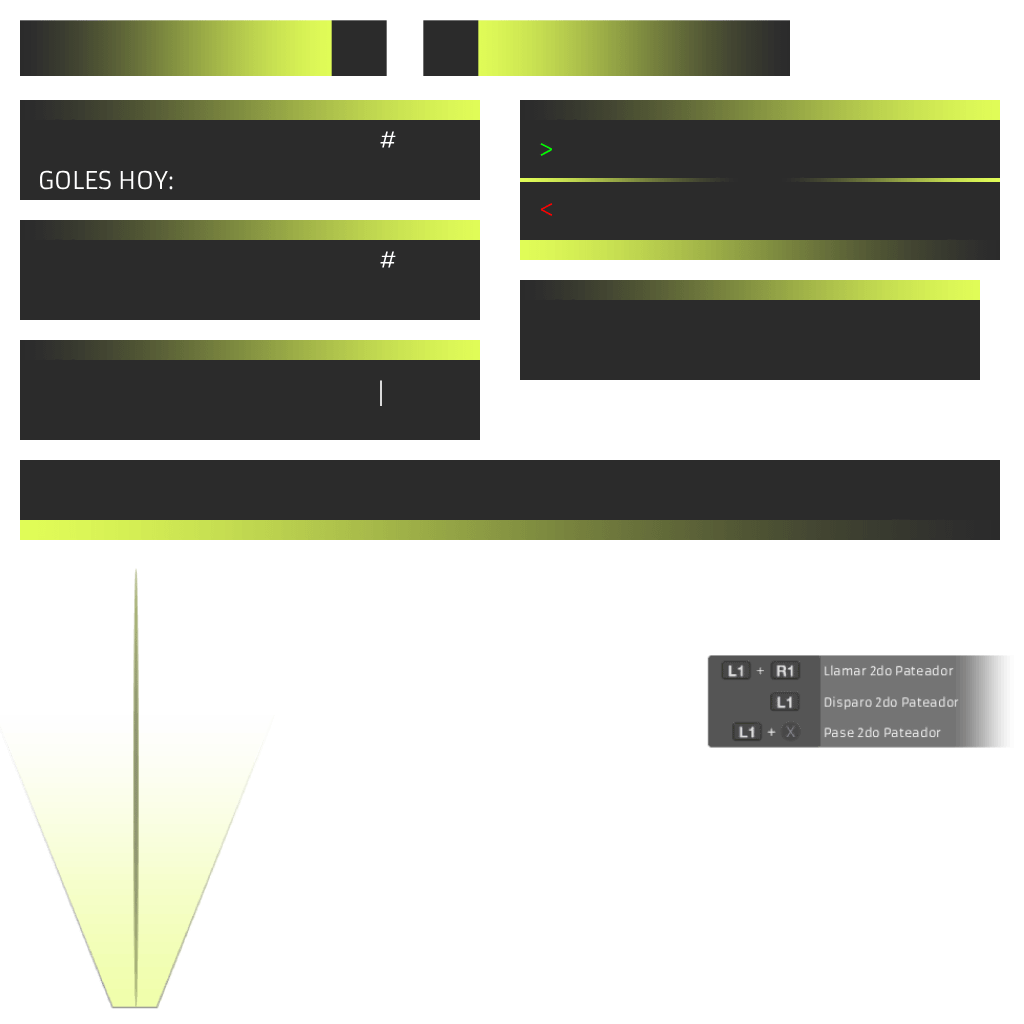 #
GOLES HOY:
>
<
#
|
L1 + R1 Llamar 2do Pateador
L1 Disparo 2do Pateador
L1 + X Pase 2do Pateador